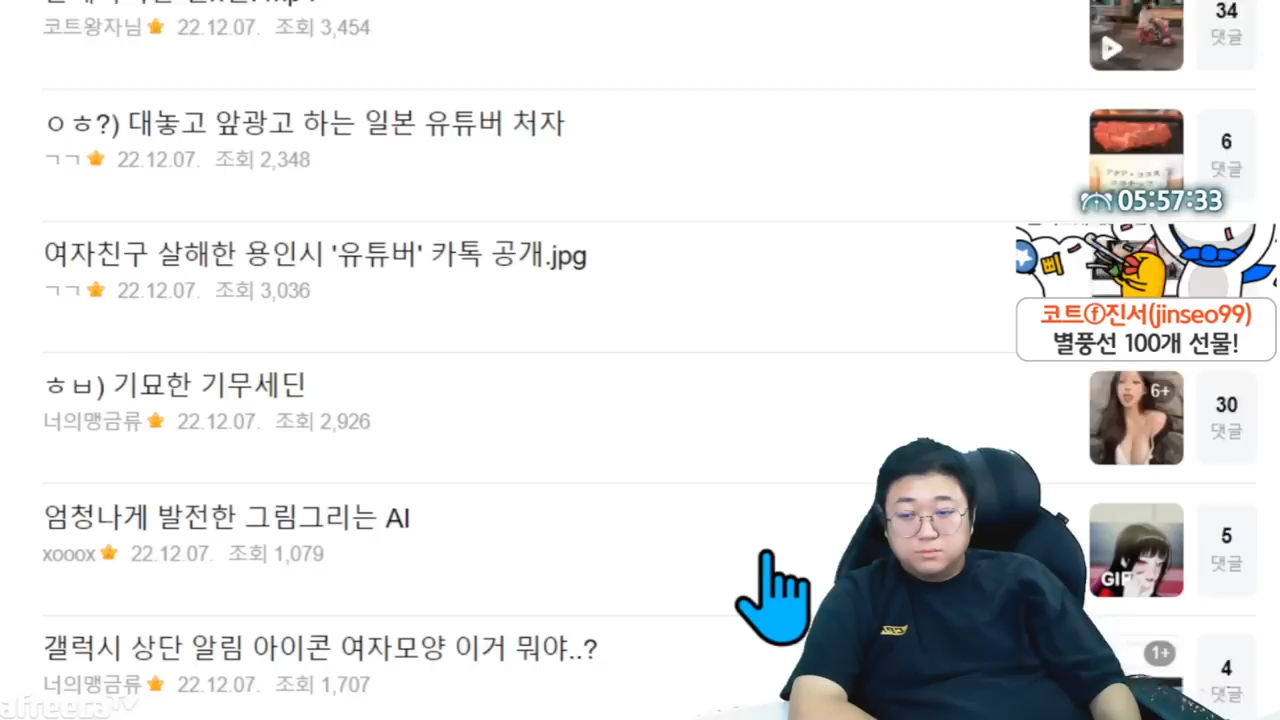 코트왕자님 22.12.07. 조회 3,454
34
댓글
ㅇㅎ?) 대놓고 앞광고 하는 일본 유튜버 처자
ㄱㄱ 22.12.07. 조회 2,348
6
댓글
05:57:33
여자친구 살해한 용인시 '유튜버' 카톡 공개.jpg
ㄱㄱ 22.12.07. 조회 3,036
코트ⓕ진서(jinseo99)
별풍선 100개 선물!
ㅎㅂ) 기묘한 기무세딘
너의맹금류 22.12.07. 조회 2,926
6+
30
댓글
엄청나게 발전한 그림그리는 AI
xooox 22.12.07. 조회 1,079
GIF
5
댓글
갤럭시 상단 알림 아이콘 여자모양 이거 뭐야..?
너의맹금류 22.12.07. 조회 1,707
1+
4
댓글
afreecaTV